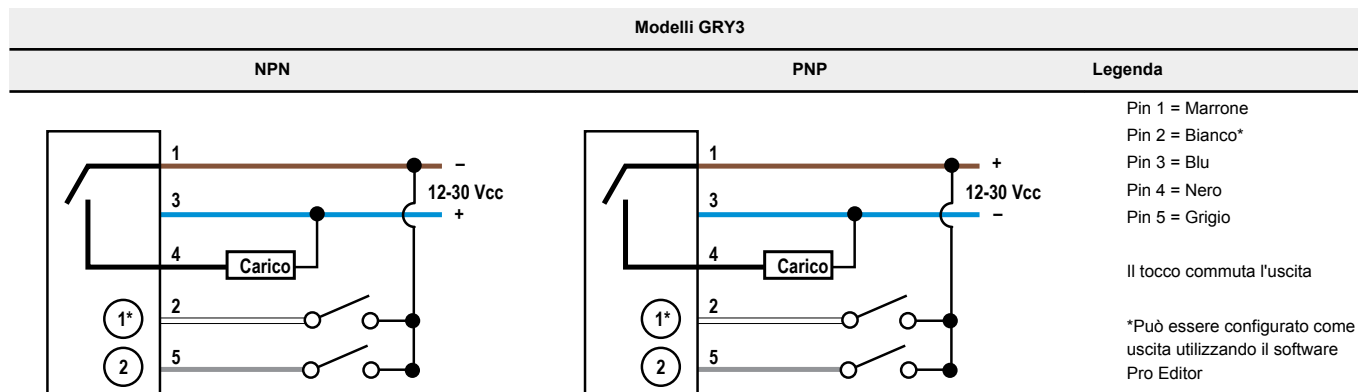 Modelli GRY3
NPN
PNP
Legenda
1
–
12-30 Vcc
3
+
4
Carico
1*
2
2
5
1
+
12-30 Vcc
3
–
4
Carico
1*
2
2
5
Pin 1 = Marrone
Pin 2 = Bianco*
Pin 3 = Blu
Pin 4 = Nero
Pin 5 = Grigio
Il tocco commuta l'uscita
*Può essere configurato come
uscita utilizzando il software
Pro Editor